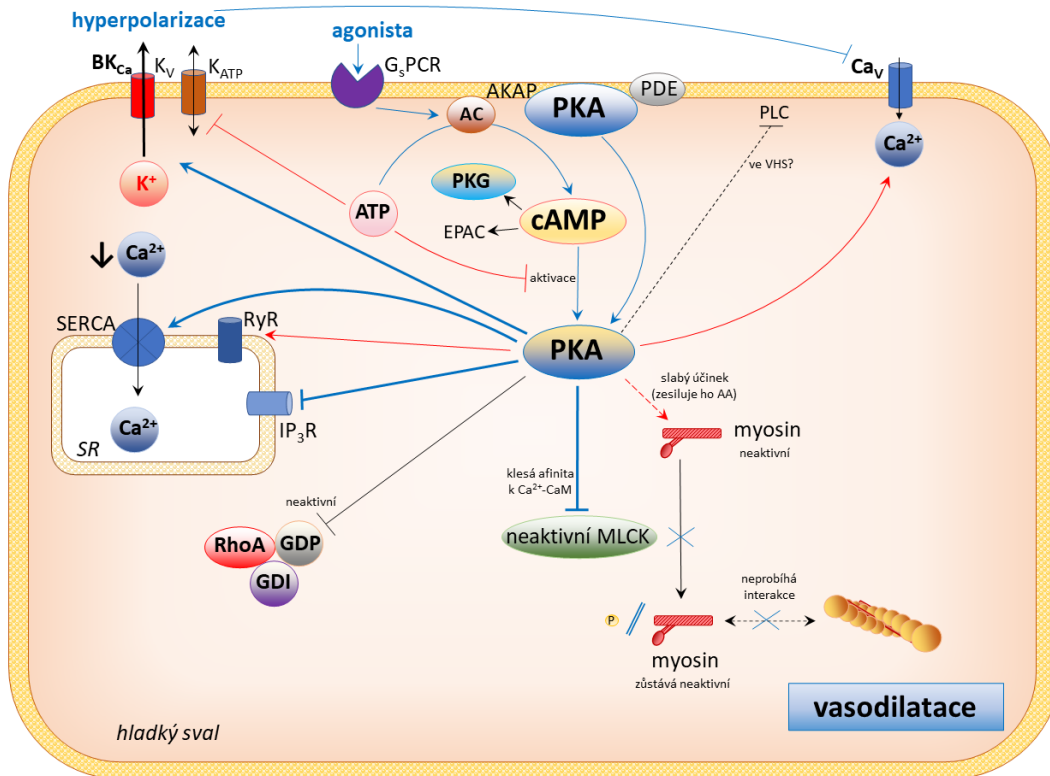 hyperpolarizace
agonista
BKCa
KV
KATP
GsPCR
CaV
AC
AKAP
PKA
PDE
PLC
Ca2+
ve VHS?
K+
PKG
ATP
cAMP
EPAC
Ca2+
aktivace
SERCA
RyR
PKA
slabý účinek
(zesiluje ho AA)
Ca2+
IP3R
SR
myosin
neaktivní
klesá afinita
k Ca2+-CaM
neaktivní
RhoA
GDP
neaktivní MLCK
GDI
neprobíhá
interakce
P
myosin
zůstává neaktivní
vasodilatace
hladký sval